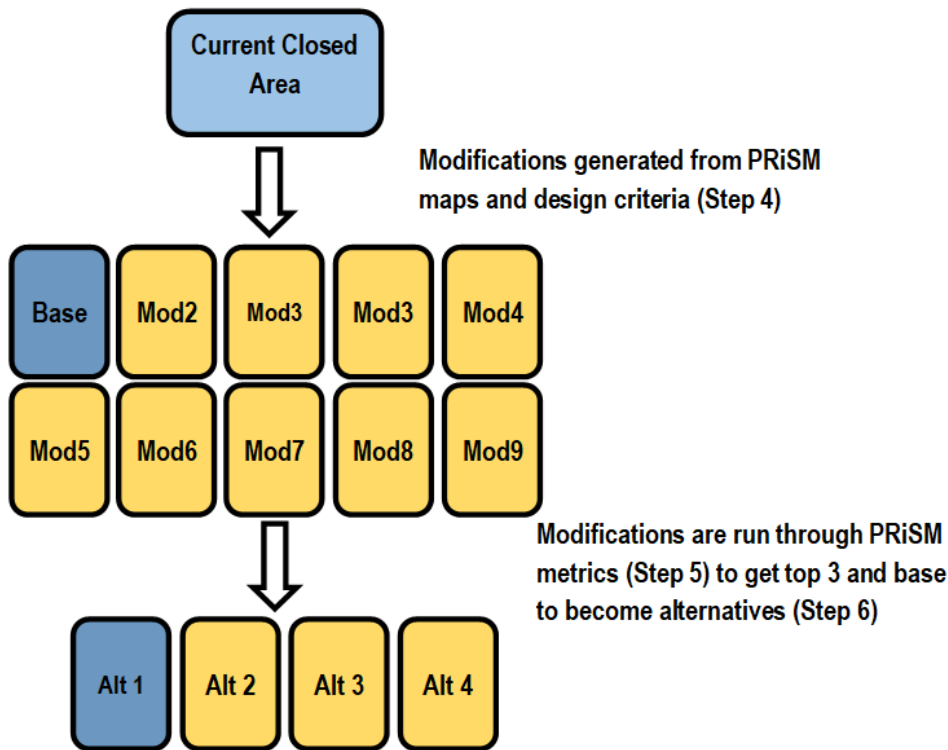 Current Closed
Area
Modifications generated from PRiSM
maps and design criteria (Step 4)
Base
Mod2
Mod3
Mod3
Mod4
Mod5
Mod6
Mod7
Mod8
Mod9
Modifications are run through PRiSM
metrics (Step 5) to get top 3 and base
to become alternatives (Step 6)
Alt 1
Alt 2
Alt 3
Alt 4